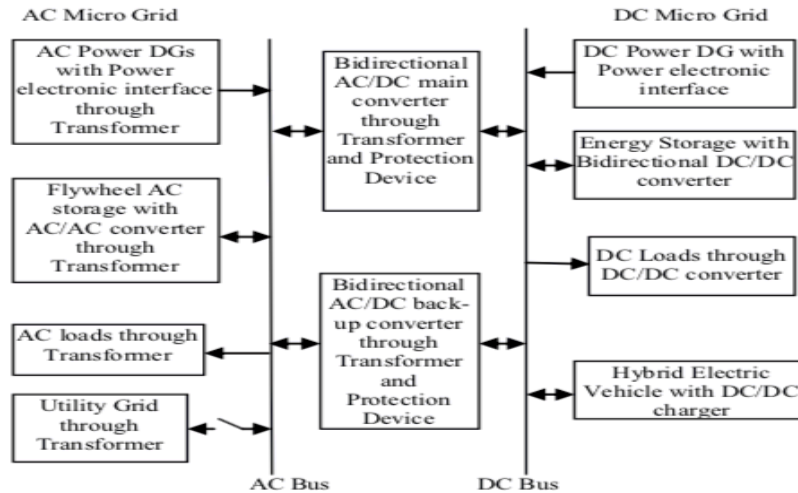 AC Micro Grid
DC Micro Grid
AC Power DGs
with Power
electronic interface
through
Transformer
Flywheel AC
storage with
AC/AC converter
through
Transformer
AC loads through
Transformer
Utility Grid
through
Transformer
Bidirectional
AC/DC main
converter
through
Transformer
and Protection
Device
Bidirectional
AC/DC back-
up converter
through
Transformer
and
Protection
Device
DC Power DG with
Power electronic
interface
Energy Storage with
Bidirectional DC/DC
converter
DC Loads through
DC/DC converter
Hybrid Electric
Vehicle with DC/DC
charger
AC Bus
DC Bus